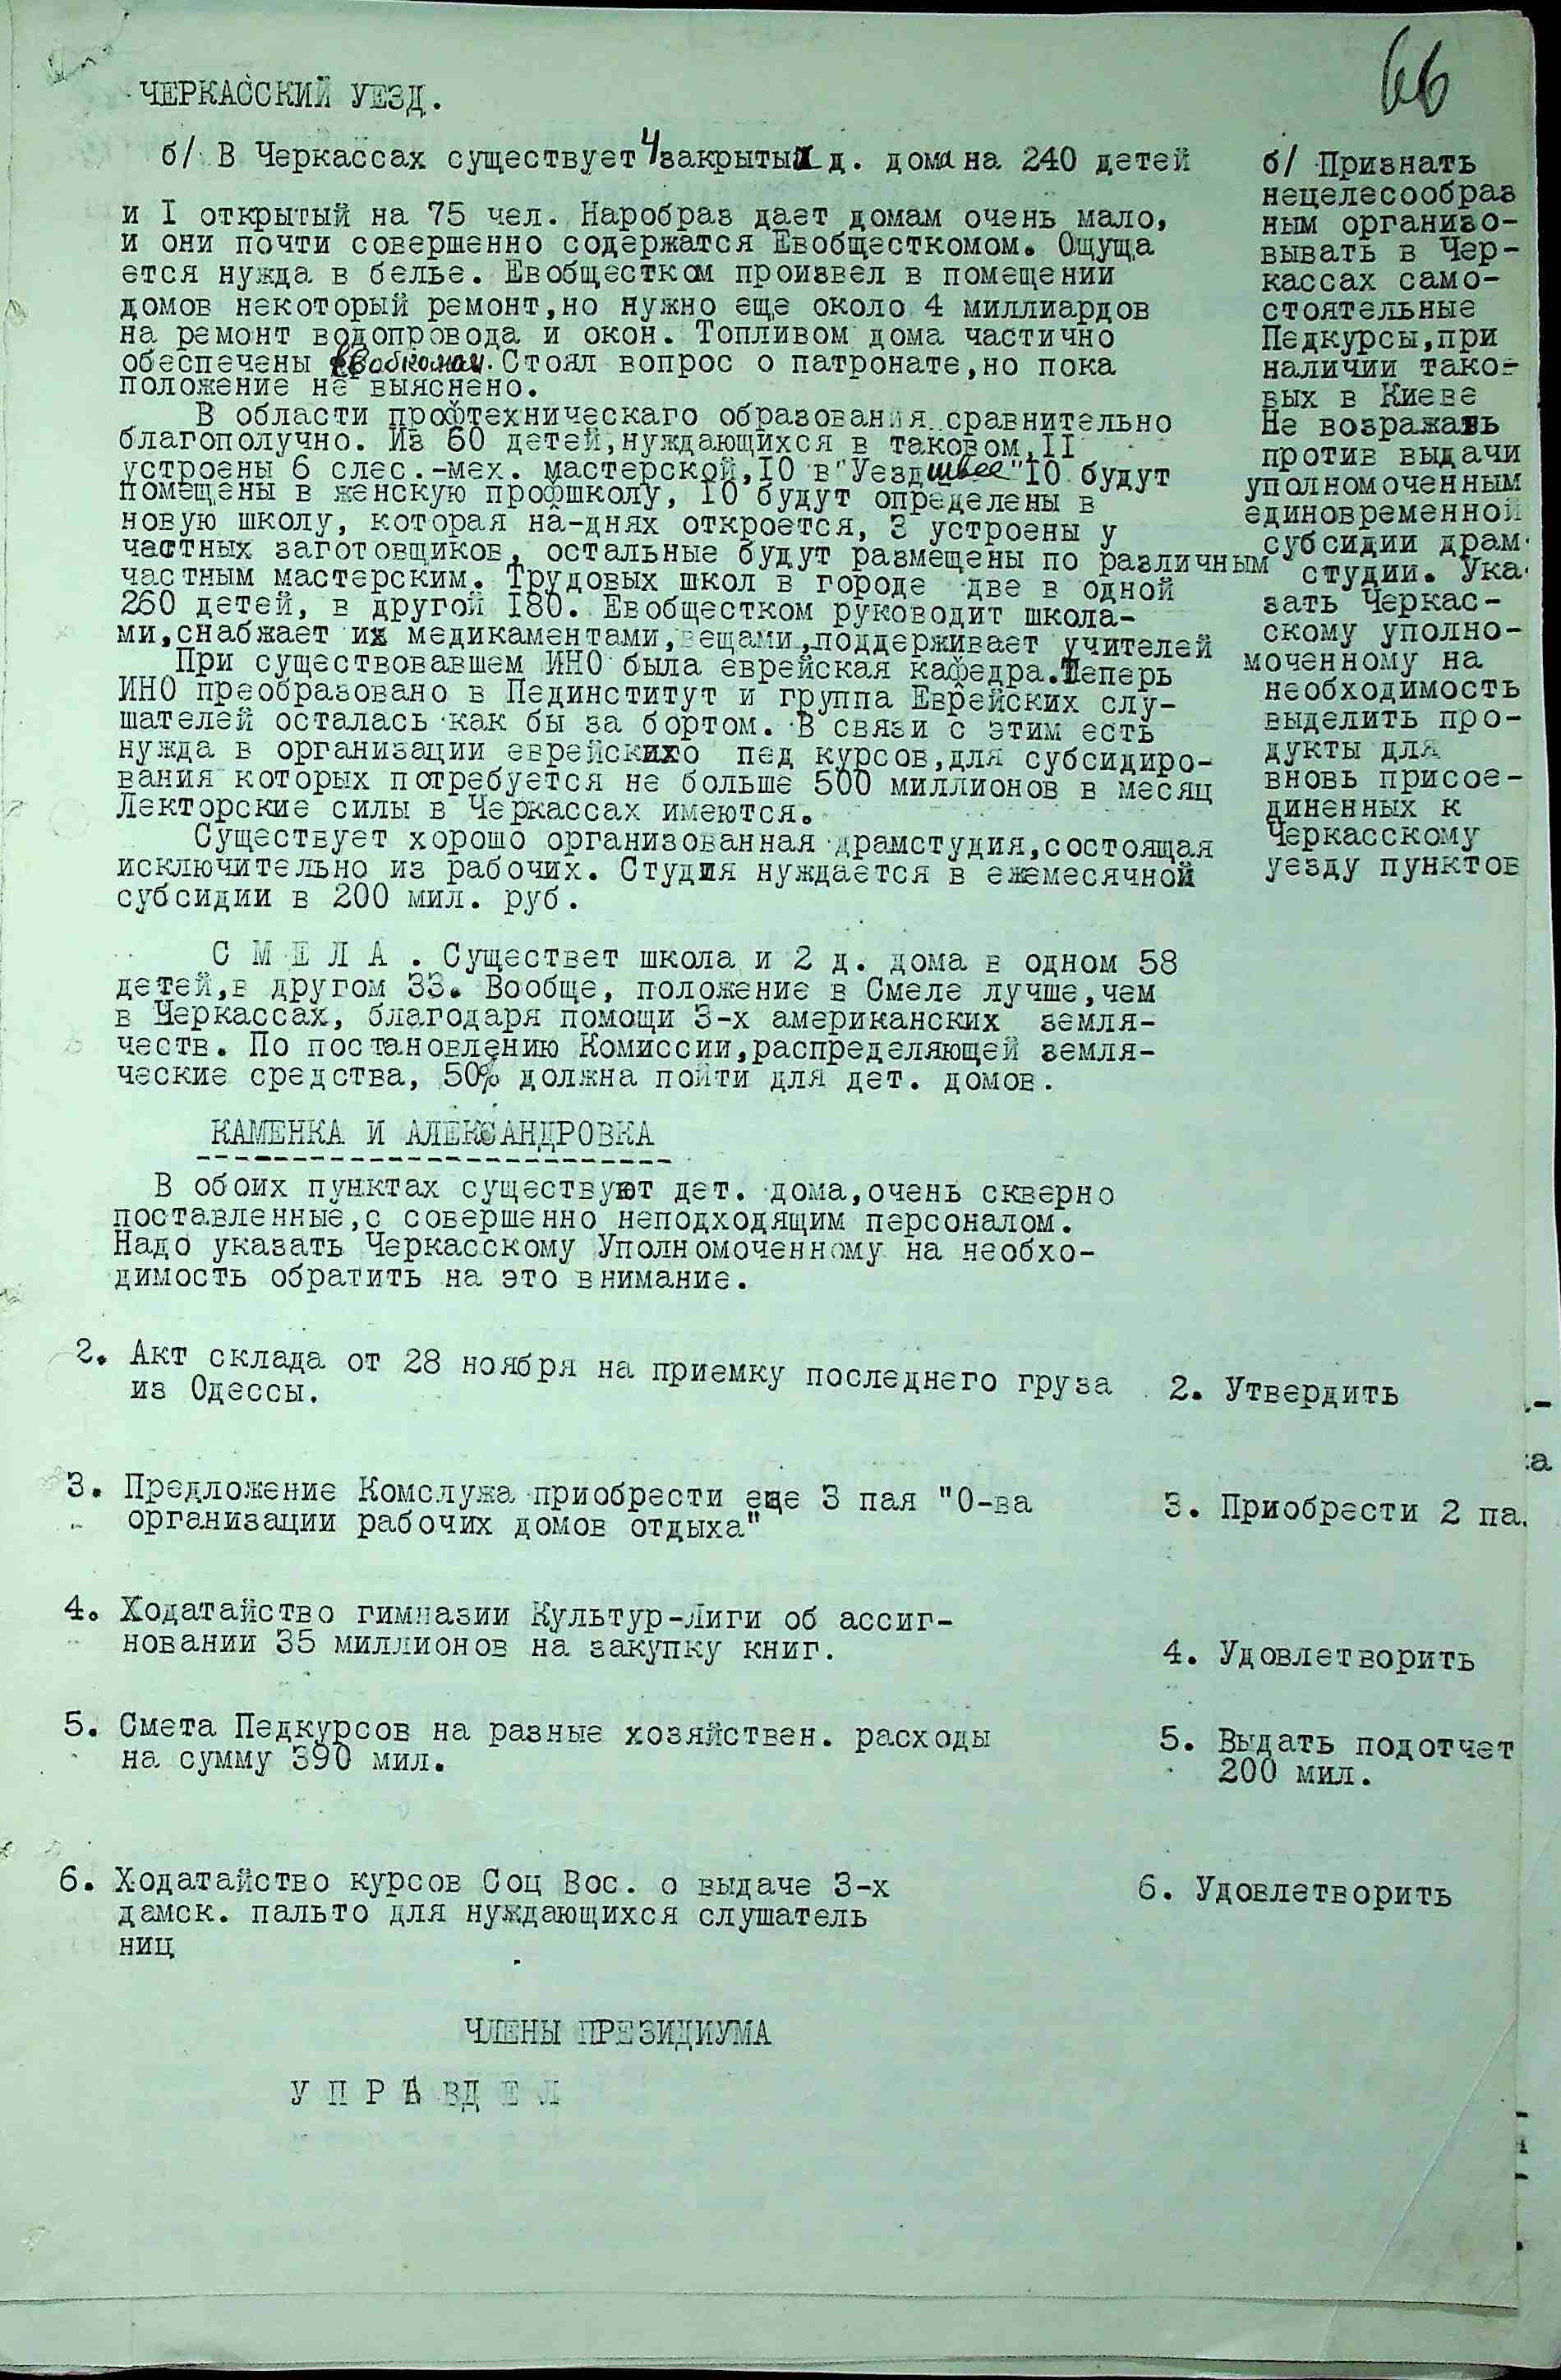 66
ЧЕРКАССКИЙ УЕЗД.
б/ В Черкассах существует 4 закрытых д. дома на 240 детей
и I открытый на 75 чел. Наробраз дает домам очень мало,
и они почти совершенно содержатся Евобщесткомом. Ощуща
ется нужда в белье. Евобщестком произвел в помещении
домов некоторый ремонт,но нужно еще около 4 миллиардов
на ремонт водопровода и окон. Топливом дома частично
обеспечены Евобкомом. Стоял вопрос о патронате,но пока
положение не выяснено.
В области профтехническаго образования сравнительно
благополучно. Из 60 детей,нуждающихся в таковом,II
устроены б слес.-мех. мастерской,IO в "Уездшвее" IO будут
помещены в женскую профшколу, IO будут определены в
новую школу, которая на-днях откроется, 3 устроены у
частных заготовщиков, остальные будут размещены по различным
частным мастерским. Трудовых школ в городе две в одной
260 детей, в другой I80. Евобщестком руководит школа-
ми,снабжает их медикаментами,вещами,поддерживает учителей
При существовавшем ИНО была еврейская кафедра.Теперь
ИНО преобразовано в Пединститут и группа Еврейских слу-
шателей осталась как бы за бортом. В связи с этим есть
нужда в организации еврейскихо пед курсов,для субсидиро-
вания которых потребуется не больше 500 миллионов в месяц
Лекторские силы в Черкассах имеются.
Существует хорошо организованная драмстудия,состоящая
исключительно из рабочих. Студия нуждается в ежемесячной
субсидии в 200 мил. руб.
б/ Признать
нецелесообраз
ным организо-
вывать в Чер-
кассах само-
стоятельные
Педкурсы,при
наличии тако-
вых в Киеве
Не возражавь
против выдачи
уполномоченным
единовременной
субсидии драм
студии. Ука
зать Черкас-
скому уполно-
моченному на
необходимость
выделить про-
дукты для
вновь присое-
диненных к
Черкасскому
уезду пунктов
С М Е Л А . Существет школа и 2 д. дома в одном 58
детей,в другом 33. Вообще, положение в Смеле лучше,чем
в Черкассах, благодаря помощи 3-х американских земля-
честв. По постановлению Комиссии,распределяющей земля-
ческие средства, 50% должна пойти для дет. домов.
КАМЕНКА И АЛЕКСАНДРОВКА
В обоих пунктах существуют дет. дома,очень скверно
поставленные,с совершенно неподходящим персоналом.
Надо указать Черкасскому Уполномоченному на необхо-
димость обратить на это внимание.
2. Акт склада от 28 ноября на приемку последнего груза
из Одессы.
2. Утвердить
3. Предложение Комслужа приобрести еще 3 пая "О-ва
организации рабочих домов отдыха"
3. Приобрести 2 па
4. Ходатайство гимназии Культур-Лиги об ассиг-
новании 35 миллионов на закупку книг.
4. Удовлетворить
5. Смета Педкурсов на разные хозяйствен. расходы
на сумму 390 мил.
5. Выдать подотчет
200 мил.
6. Ходатайство курсов Соц Вос. о выдаче 3-х
дамск. пальто для нуждающихся слушатель
ниц
6. Удовлетворить
ЧЛЕНЫ ПРЕЗИДИУМА
У П Р А В Д Е Л